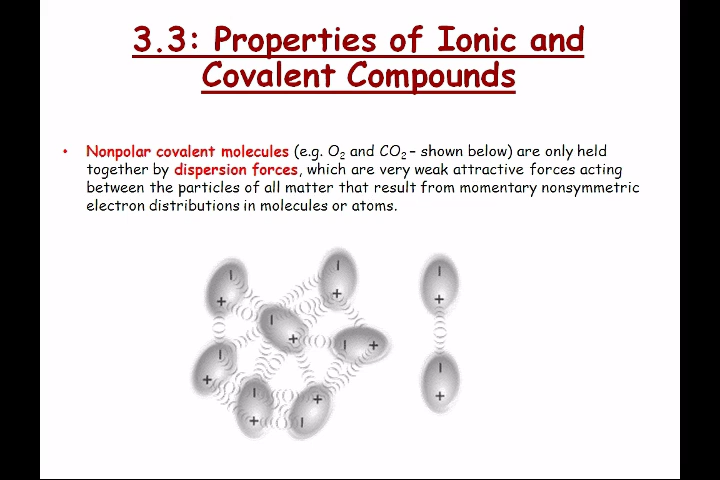 3.3: Properties of Ionic and
Covalent Compounds
• Nonpolar covalent molecules (e.g. O₂ and CO₂ – shown below) are only held
together by dispersion forces, which are very weak attractive forces acting
between the particles of all matter that result from momentary nonsymmetric
electron distributions in molecules or atoms.